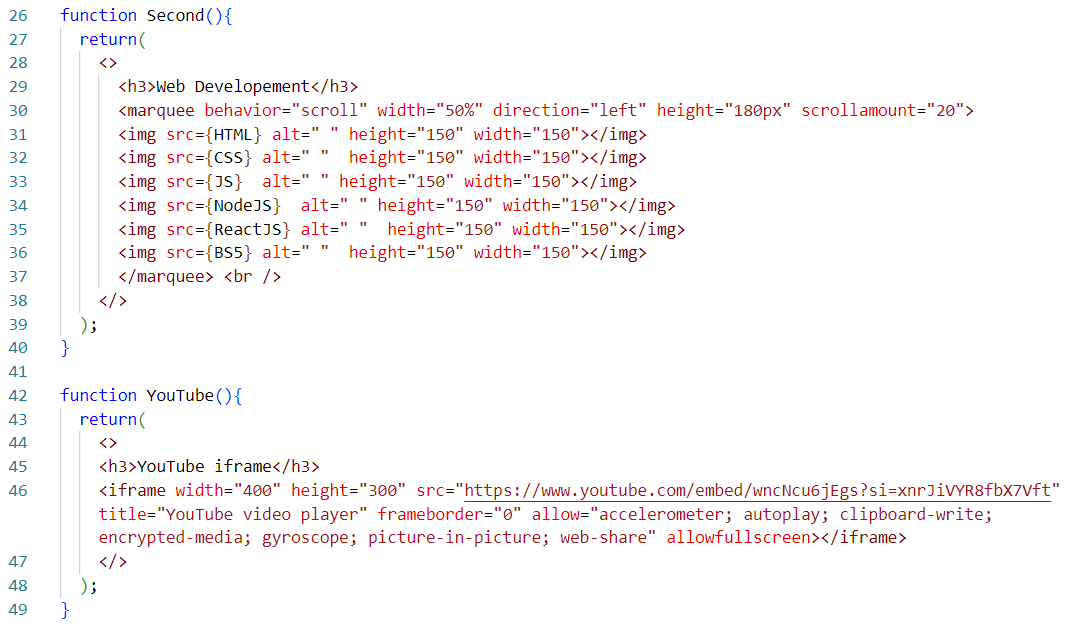 26 function Second(){
27 return(
28 <>
29 <h3>Web Developement</h3>
30 <marquee behavior="scroll" width="50%" direction="left" height="180px" scrollamount="20">
31 <img src={HTML} alt=" " height="150" width="150"></img>
32 <img src={CSS} alt=" "  height="150" width="150"></img>
33 <img src={JS}  alt=" " height="150" width="150"></img>
34 <img src={NodeJS}  alt=" " height="150" width="150"></img>
35 <img src={ReactJS} alt=" "  height="150" width="150"></img>
36 <img src={BS5} alt=" "  height="150" width="150"></img>
37 </marquee> <br />
38 </>
39 );
40 }
41
42 function YouTube(){
43 return(
44 <>
45 <h3>YouTube iframe</h3>
46 <iframe width="400" height="300" src="https://www.youtube.com/embed/wncNcu6jEgs?si=xnrJiVYR8fbX7Vft"
title="YouTube video player" frameborder="0" allow="accelerometer; autoplay; clipboard-write;
encrypted-media; gyroscope; picture-in-picture; web-share" allowfullscreen></iframe>
47 </>
48 );
49 }